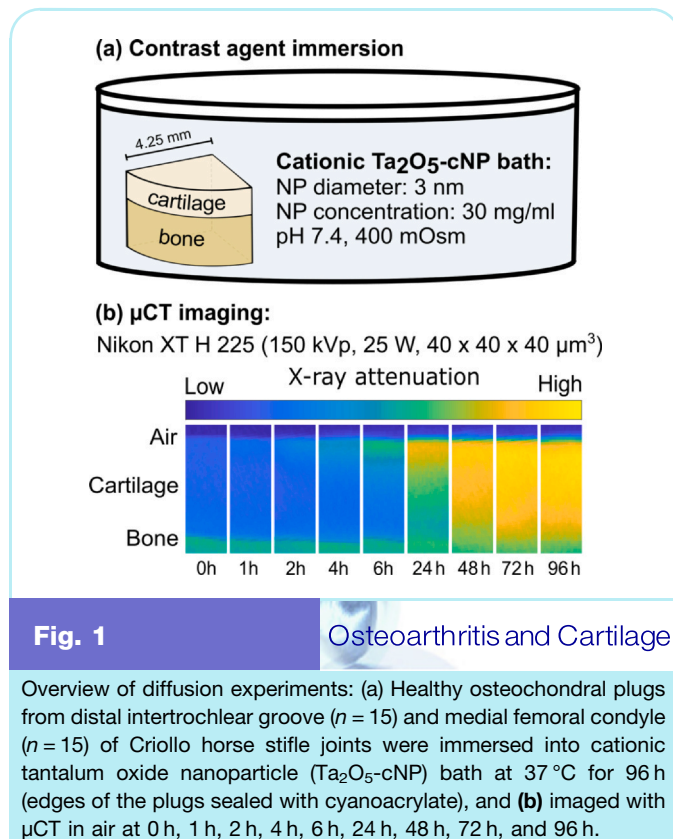 (a) Contrast agent immersion
4.25 mm
cartilage
bone
Cationic Ta2O5-cNP bath:
NP diameter: 3 nm
NP concentration: 30 mg/ml
pH 7.4, 400 mOsm
(b) µCT imaging:
Nikon XT H 225 (150 kVp, 25 W, 40 x 40 x 40 µm³)
Low X-ray attenuation High
Air
Cartilage
Bone
0h 1h 2h 4h 6h 24h 48h 72h 96h
Fig. 1
Osteoarthritis and Cartilage
Overview of diffusion experiments: (a) Healthy osteochondral plugs
from distal intertrochlear groove (n = 15) and medial femoral condyle
(n = 15) of Criollo horse stifle joints were immersed into cationic
tantalum oxide nanoparticle (Ta2O5-cNP) bath at 37 °C for 96 h
(edges of the plugs sealed with cyanoacrylate), and (b) imaged with
µCT in air at 0 h, 1 h, 2 h, 4 h, 6 h, 24 h, 48 h, 72 h, and 96 h.